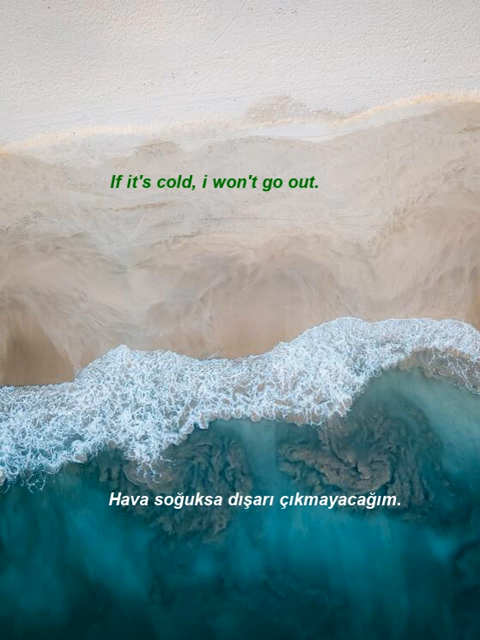 If it's cold, i won't go out.
Hava soğuksa dışarı çıkmayacağım.